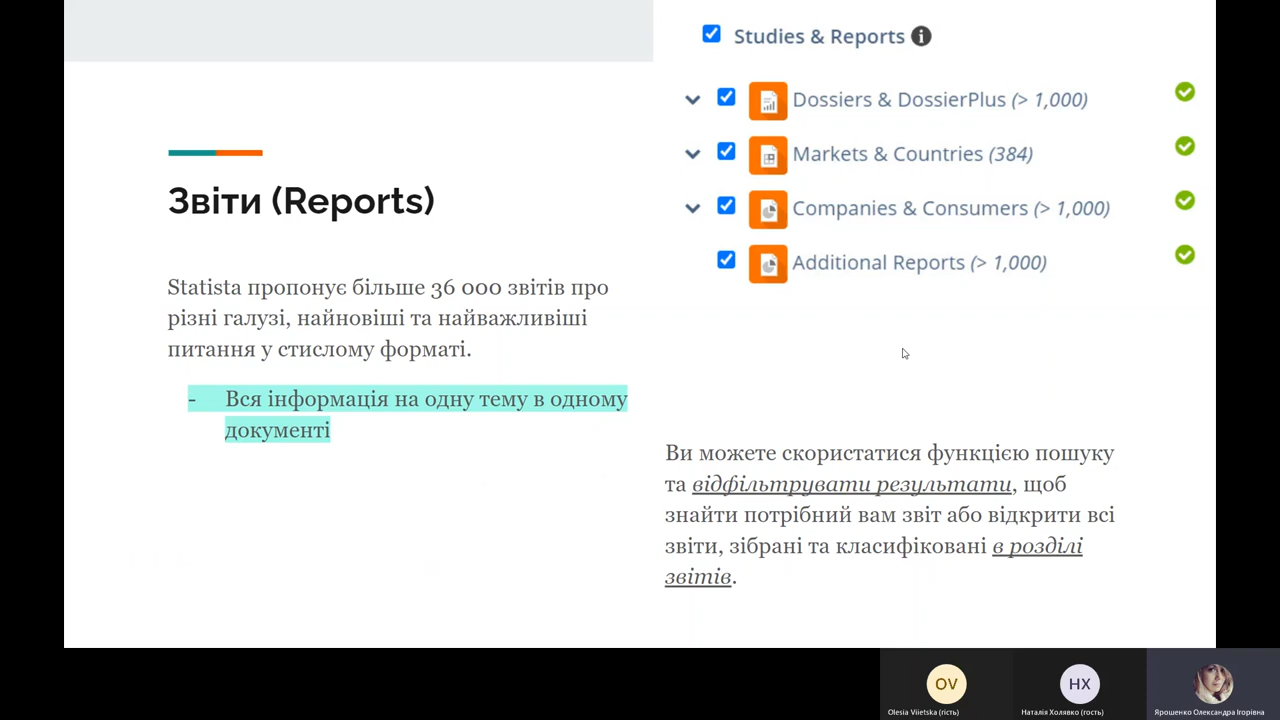 Звіти (Reports)
Statista пропонує більше 36 000 звітів про
різні галузі, найновіші та найважливіші
питання у стислому форматі.
- Вся інформація на одну тему в одному
документі
Studies & Reports
Dossiers & DossierPlus (> 1,000)
Markets & Countries (384)
Companies & Consumers (> 1,000)
Additional Reports (> 1,000)
Ви можете скористатися функцією пошуку
та відфільтрувати результати, щоб
знайти потрібний вам звіт або відкрити всі
звіти, зібрані та класифіковані в розділі
звітів.
OV
Olesia Viietska (гість)
НХ
Наталія Холявко (гость)
Ярошенко Олександра Ігорівна